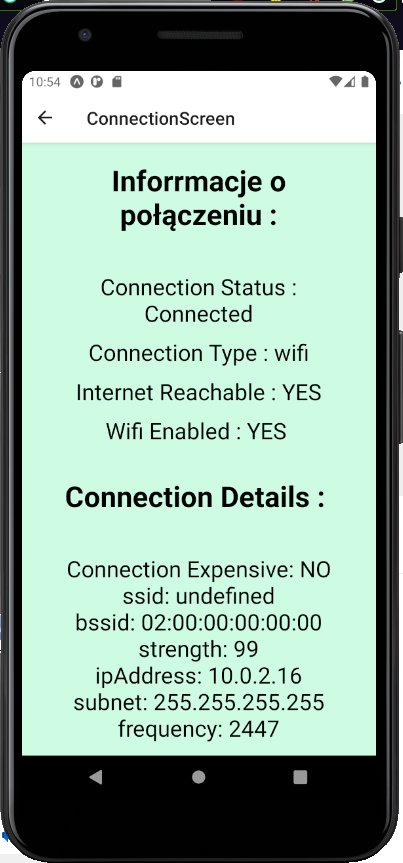 10:54
ConnectionScreen
Inforrmacje o
połączeniu :
Connection Status :
Connected
Connection Type : wifi
Internet Reachable : YES
Wifi Enabled : YES
Connection Details :
Connection Expensive: NO
ssid: undefined
bssid: 02:00:00:00:00:00
strength: 99
ipAddress: 10.0.2.16
subnet: 255.255.255.255
frequency: 2447